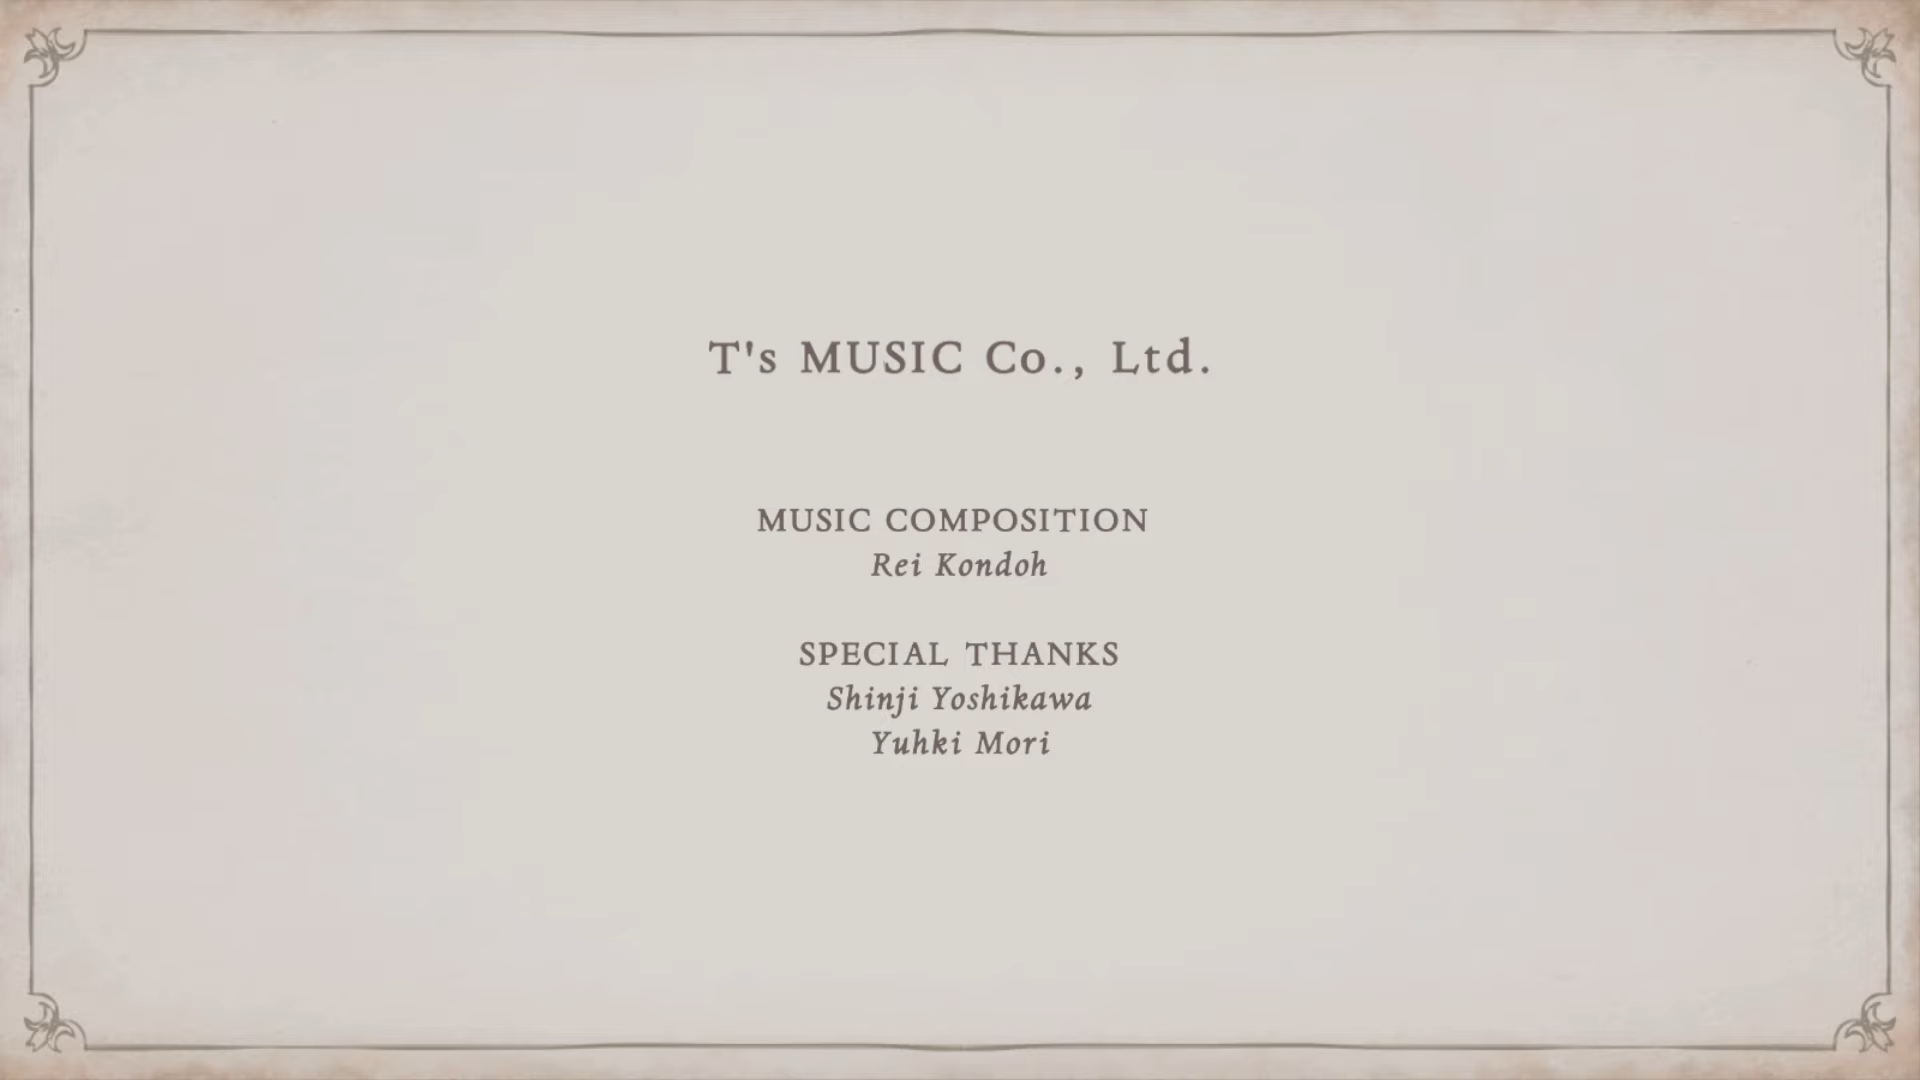 T's MUSIC Co., Ltd.
MUSIC COMPOSITION
Rei Kondoh
SPECIAL THANKS
Shinji Yoshikawa
Yuhki Mori